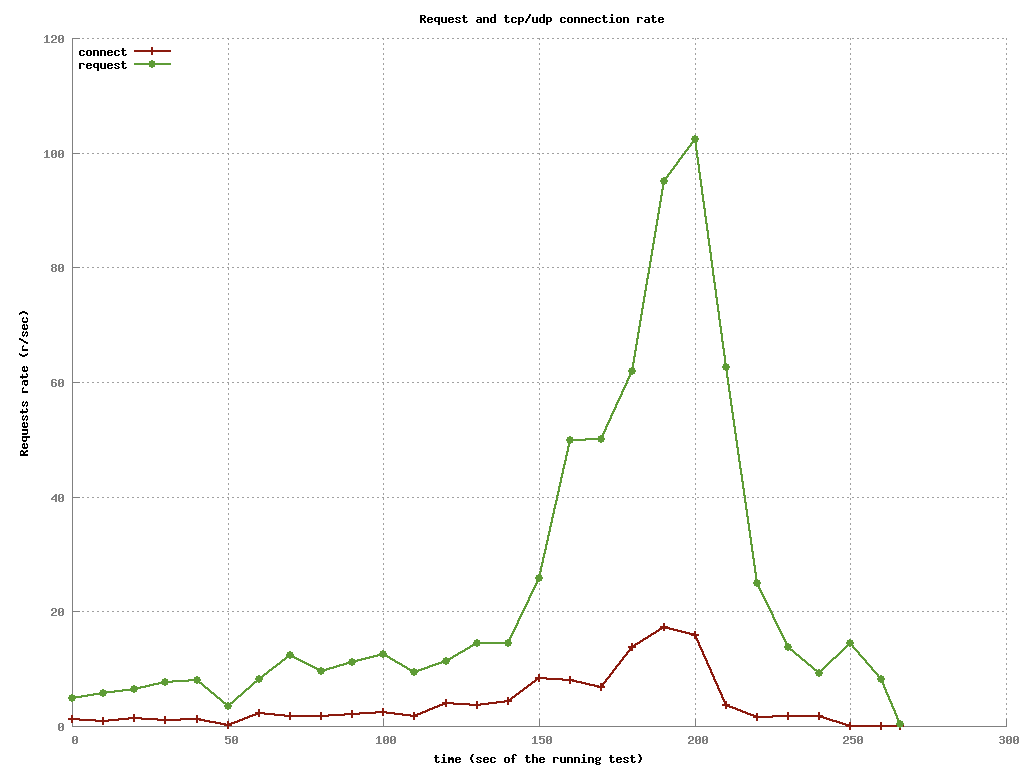 Request and tcp/udp connection rate
120
connect
request
100
80
60
40
20
0
Requests rate (r/sec)
0 50 100 150 200 250 300
time (sec of the running test)